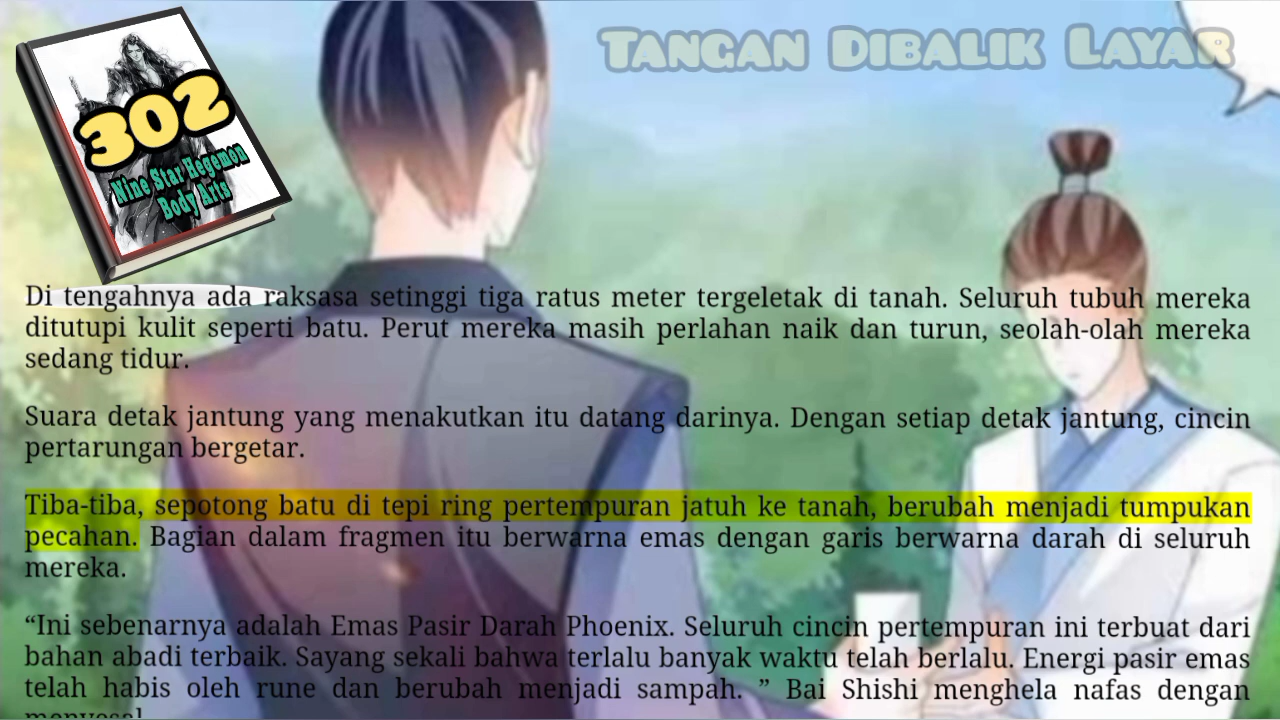 TANGAN DIBALIK LAYAR
302
Nine Star Hegemon
Body Arts
Di tengahnya ada raksasa setinggi tiga ratus meter tergeletak di tanah. Seluruh tubuh mereka
ditutupi kulit seperti batu. Perut mereka masih perlahan naik dan turun, seolah-olah mereka
sedang tidur.
Suara detak jantung yang menakutkan itu datang darinya. Dengan setiap detak jantung, cincin
pertarungan bergetar.
Tiba-tiba, sepotong batu di tepi ring pertempuran jatuh ke tanah, berubah menjadi tumpukan
pecahan. Bagian dalam fragmen itu berwarna emas dengan garis berwarna darah di seluruh
mereka.
“Ini sebenarnya adalah Emas Pasir Darah Phoenix. Seluruh cincin pertempuran ini terbuat dari
bahan abadi terbaik. Sayang sekali bahwa terlalu banyak waktu telah berlalu. Energi pasir emas
telah habis oleh rune dan berubah menjadi sampah. ” Bai Shishi menghela nafas dengan
menyesal